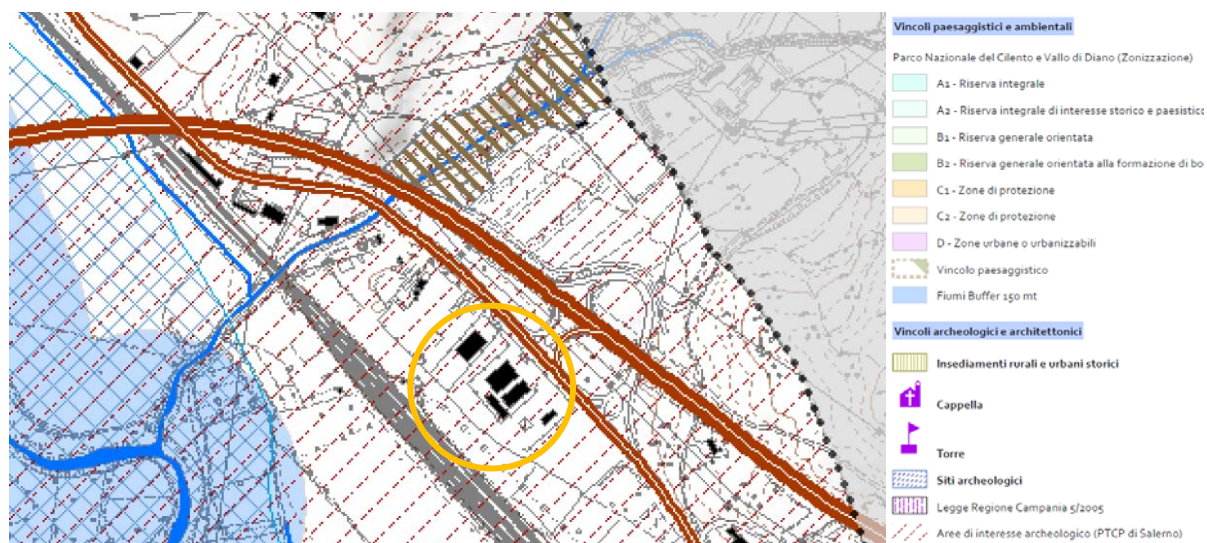 Vincoli paesaggistici e ambientali
Parco Nazionale del Cilento e Vallo di Diano (Zonizzazione)
A1 - Riserva integrale
A2 - Riserva integrale di interesse storico e paesistico
B1 - Riserva generale orientata
B2 - Riserva generale orientata alla formazione di bo
C1 - Zone di protezione
C2 - Zone di protezione
D - Zone urbane o urbanizzabili
Vincolo paesaggistico
Fiumi Buffer 150 mt
Vincoli archeologici e architettonici
Insediamenti rurali e urbani storici
Cappella
Torre
Siti archeologici
Legge Regione Campania 5/2005
Aree di interesse archeologico (PTCP di Salerno)